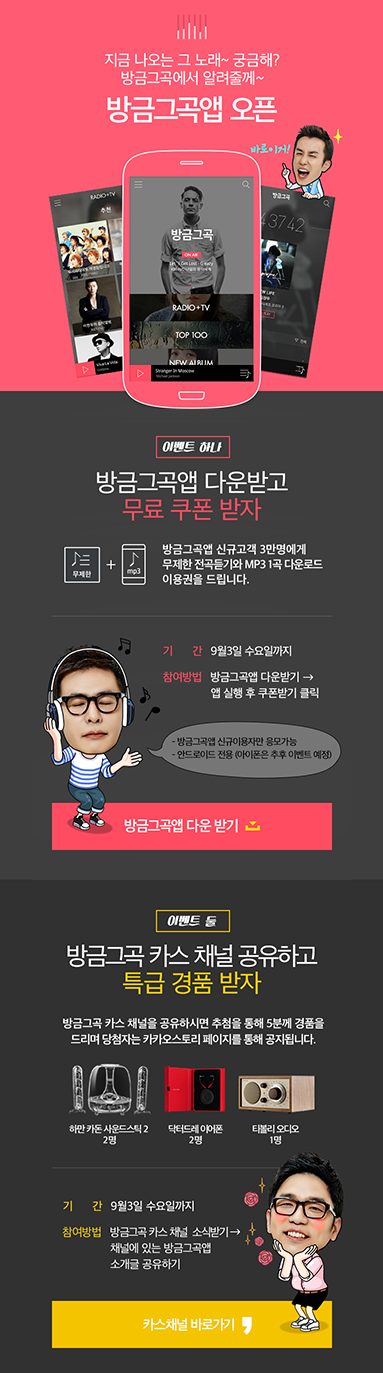 지금 나오는 그 노래~ 궁금해?
방금그곡에서 알려줄께~
방금그곡앱 오픈
바로이거!
RADIO+TV
추천
방금그곡
ON AIR
RADIO+TV
TOP 100
NEW ALBUM
Stranger In Moscow
Michael Jackson
방금그곡
4:37:42
이벤트 하나
방금그곡앱 다운받고
무료 쿠폰 받자
무제한
+
mp3
방금그곡앱 신규고객 3만명에게
무제한 전곡듣기와 MP3 1곡 다운로드
이용권을 드립니다.
기 간 9월3일 수요일까지
참여방법 방금그곡앱 다운받기 →
앱 실행 후 쿠폰받기 클릭
- 방금그곡앱 신규이용자만 응모가능
- 안드로이드 전용 (아이폰은 추후 이벤트 예정)
방금그곡앱 다운 받기
이벤트 둘
방금그곡 카스 채널 공유하고
특급 경품 받자
방금그곡 카스 채널을 공유하시면 추첨을 통해 5분께 경품을
드리며 당첨자는 카카오스토리 페이지를 통해 공지됩니다.
하만 카돈 사운드스틱 2
2명
닥터드레 이어폰
2명
티볼리 오디오
1명
기 간 9월3일 수요일까지
참여방법 방금그곡 카스 채널 소식받기→
채널에 있는 방금그곡앱
소개글 공유하기
카스채널 바로가기